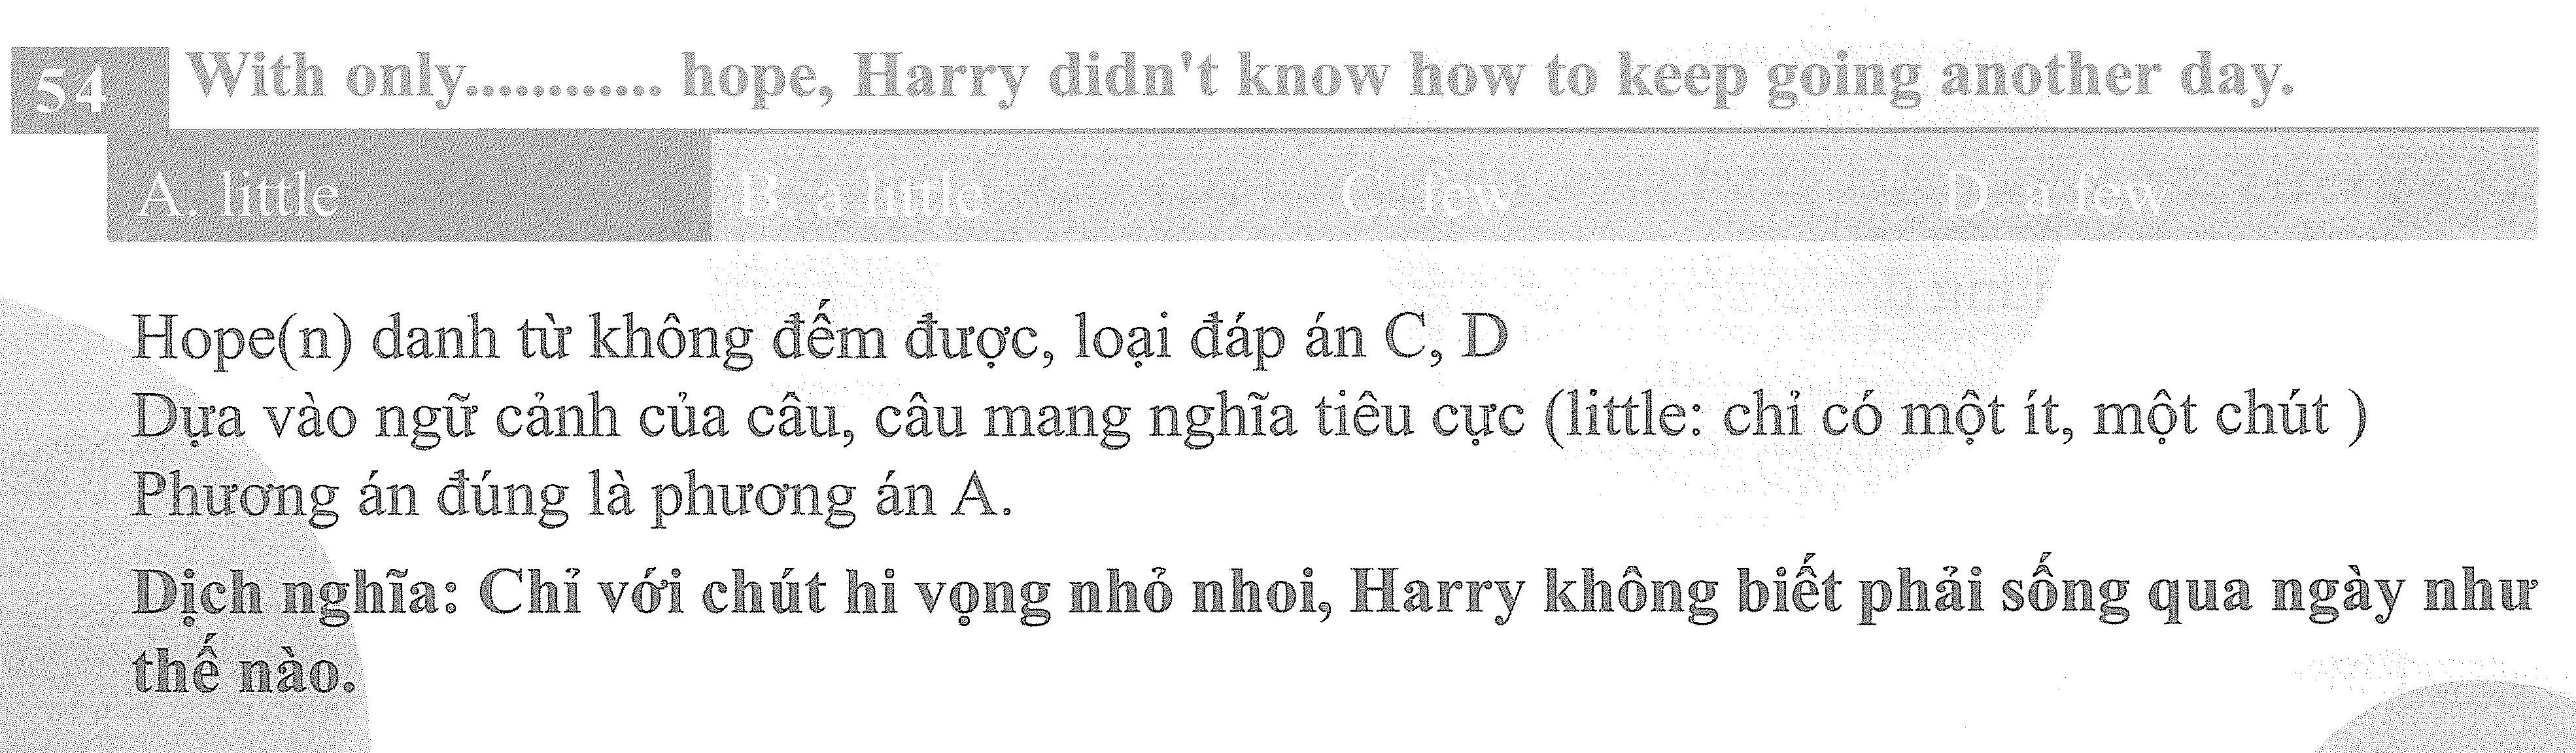 54 With only............ hope, Harry didn't know how to keep going another day.
A. little B. a little C. few D. a few
Hope(n) danh từ không đếm được, loại đáp án C, D
Dựa vào ngữ cảnh của câu, câu mang nghĩa tiêu cực (little: chỉ có một ít, một chút )
Phương án đúng là phương án A.
Dịch nghĩa: Chỉ với chút hi vọng nhỏ nhoi, Harry không biết phải sống qua ngày như
thế nào.